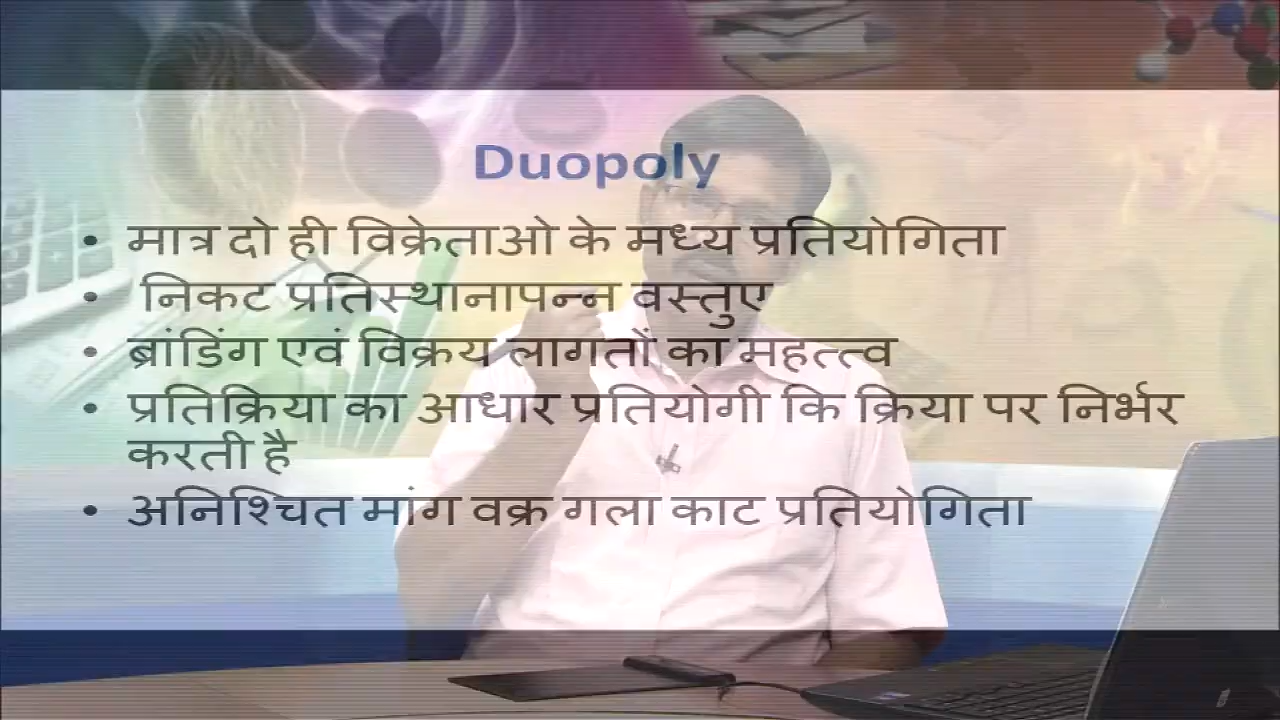 Duopoly
• मात्र दो ही विक्रेताओ के मध्य प्रतियोगिता
• निकट प्रतिस्थानापन्न वस्तुए
• ब्रांडिंग एवं विक्रय लागतों का महत्त्व
• प्रतिक्रिया का आधार प्रतियोगी कि क्रिया पर निर्भर
करती है
• अनिश्चित मांग वक्र गला काट प्रतियोगिता